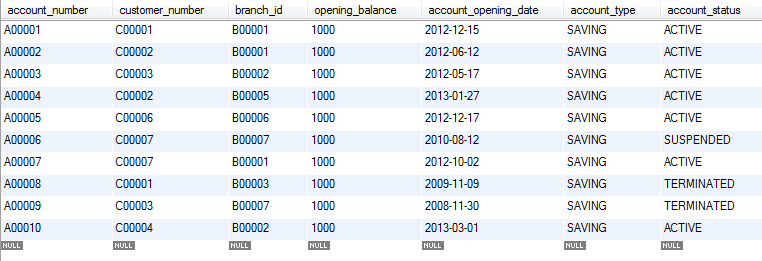 account_number customer_number branch_id opening_balance account_opening_date account_type account_status
A00001 C00001 B00001 1000 2012-12-15 SAVING ACTIVE
A00002 C00002 B00001 1000 2012-06-12 SAVING ACTIVE
A00003 C00003 B00002 1000 2012-05-17 SAVING ACTIVE
A00004 C00002 B00005 1000 2013-01-27 SAVING ACTIVE
A00005 C00006 B00006 1000 2012-12-17 SAVING ACTIVE
A00006 C00007 B00007 1000 2010-08-12 SAVING SUSPENDED
A00007 C00007 B00001 1000 2012-10-02 SAVING ACTIVE
A00008 C00001 B00003 1000 2009-11-09 SAVING TERMINATED
A00009 C00003 B00007 1000 2008-11-30 SAVING TERMINATED
A00010 C00004 B00002 1000 2013-03-01 SAVING ACTIVE
NULL NULL NULL NULL NULL NULL NULL